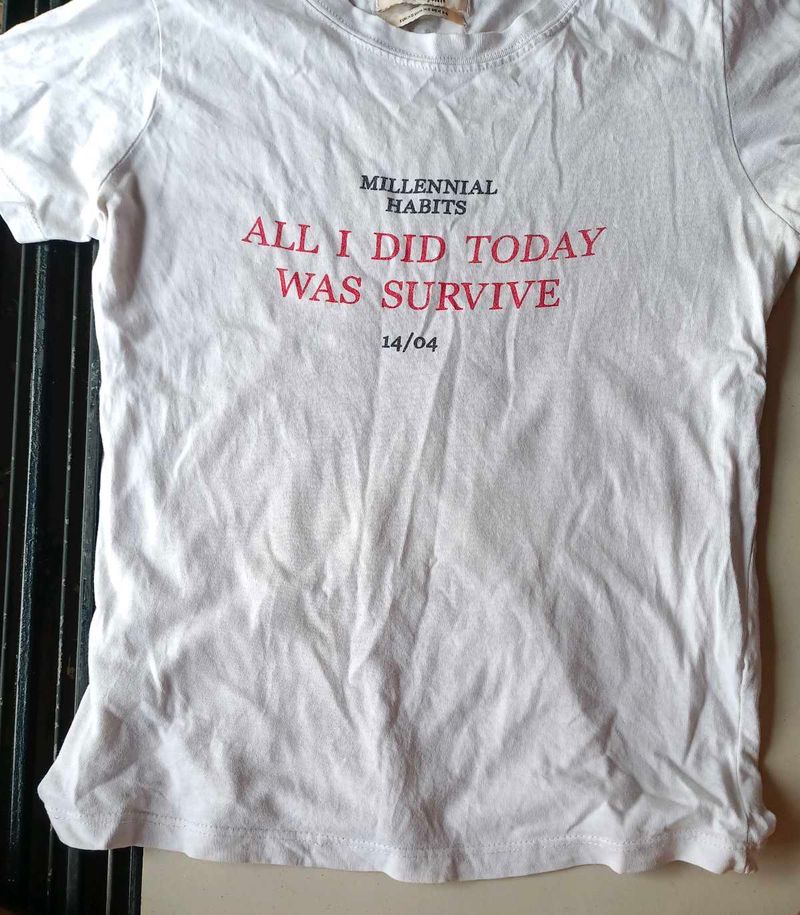 MILLENNIAL
HABITS
ALL I DID TODAY
WAS SURVIVE
14/04